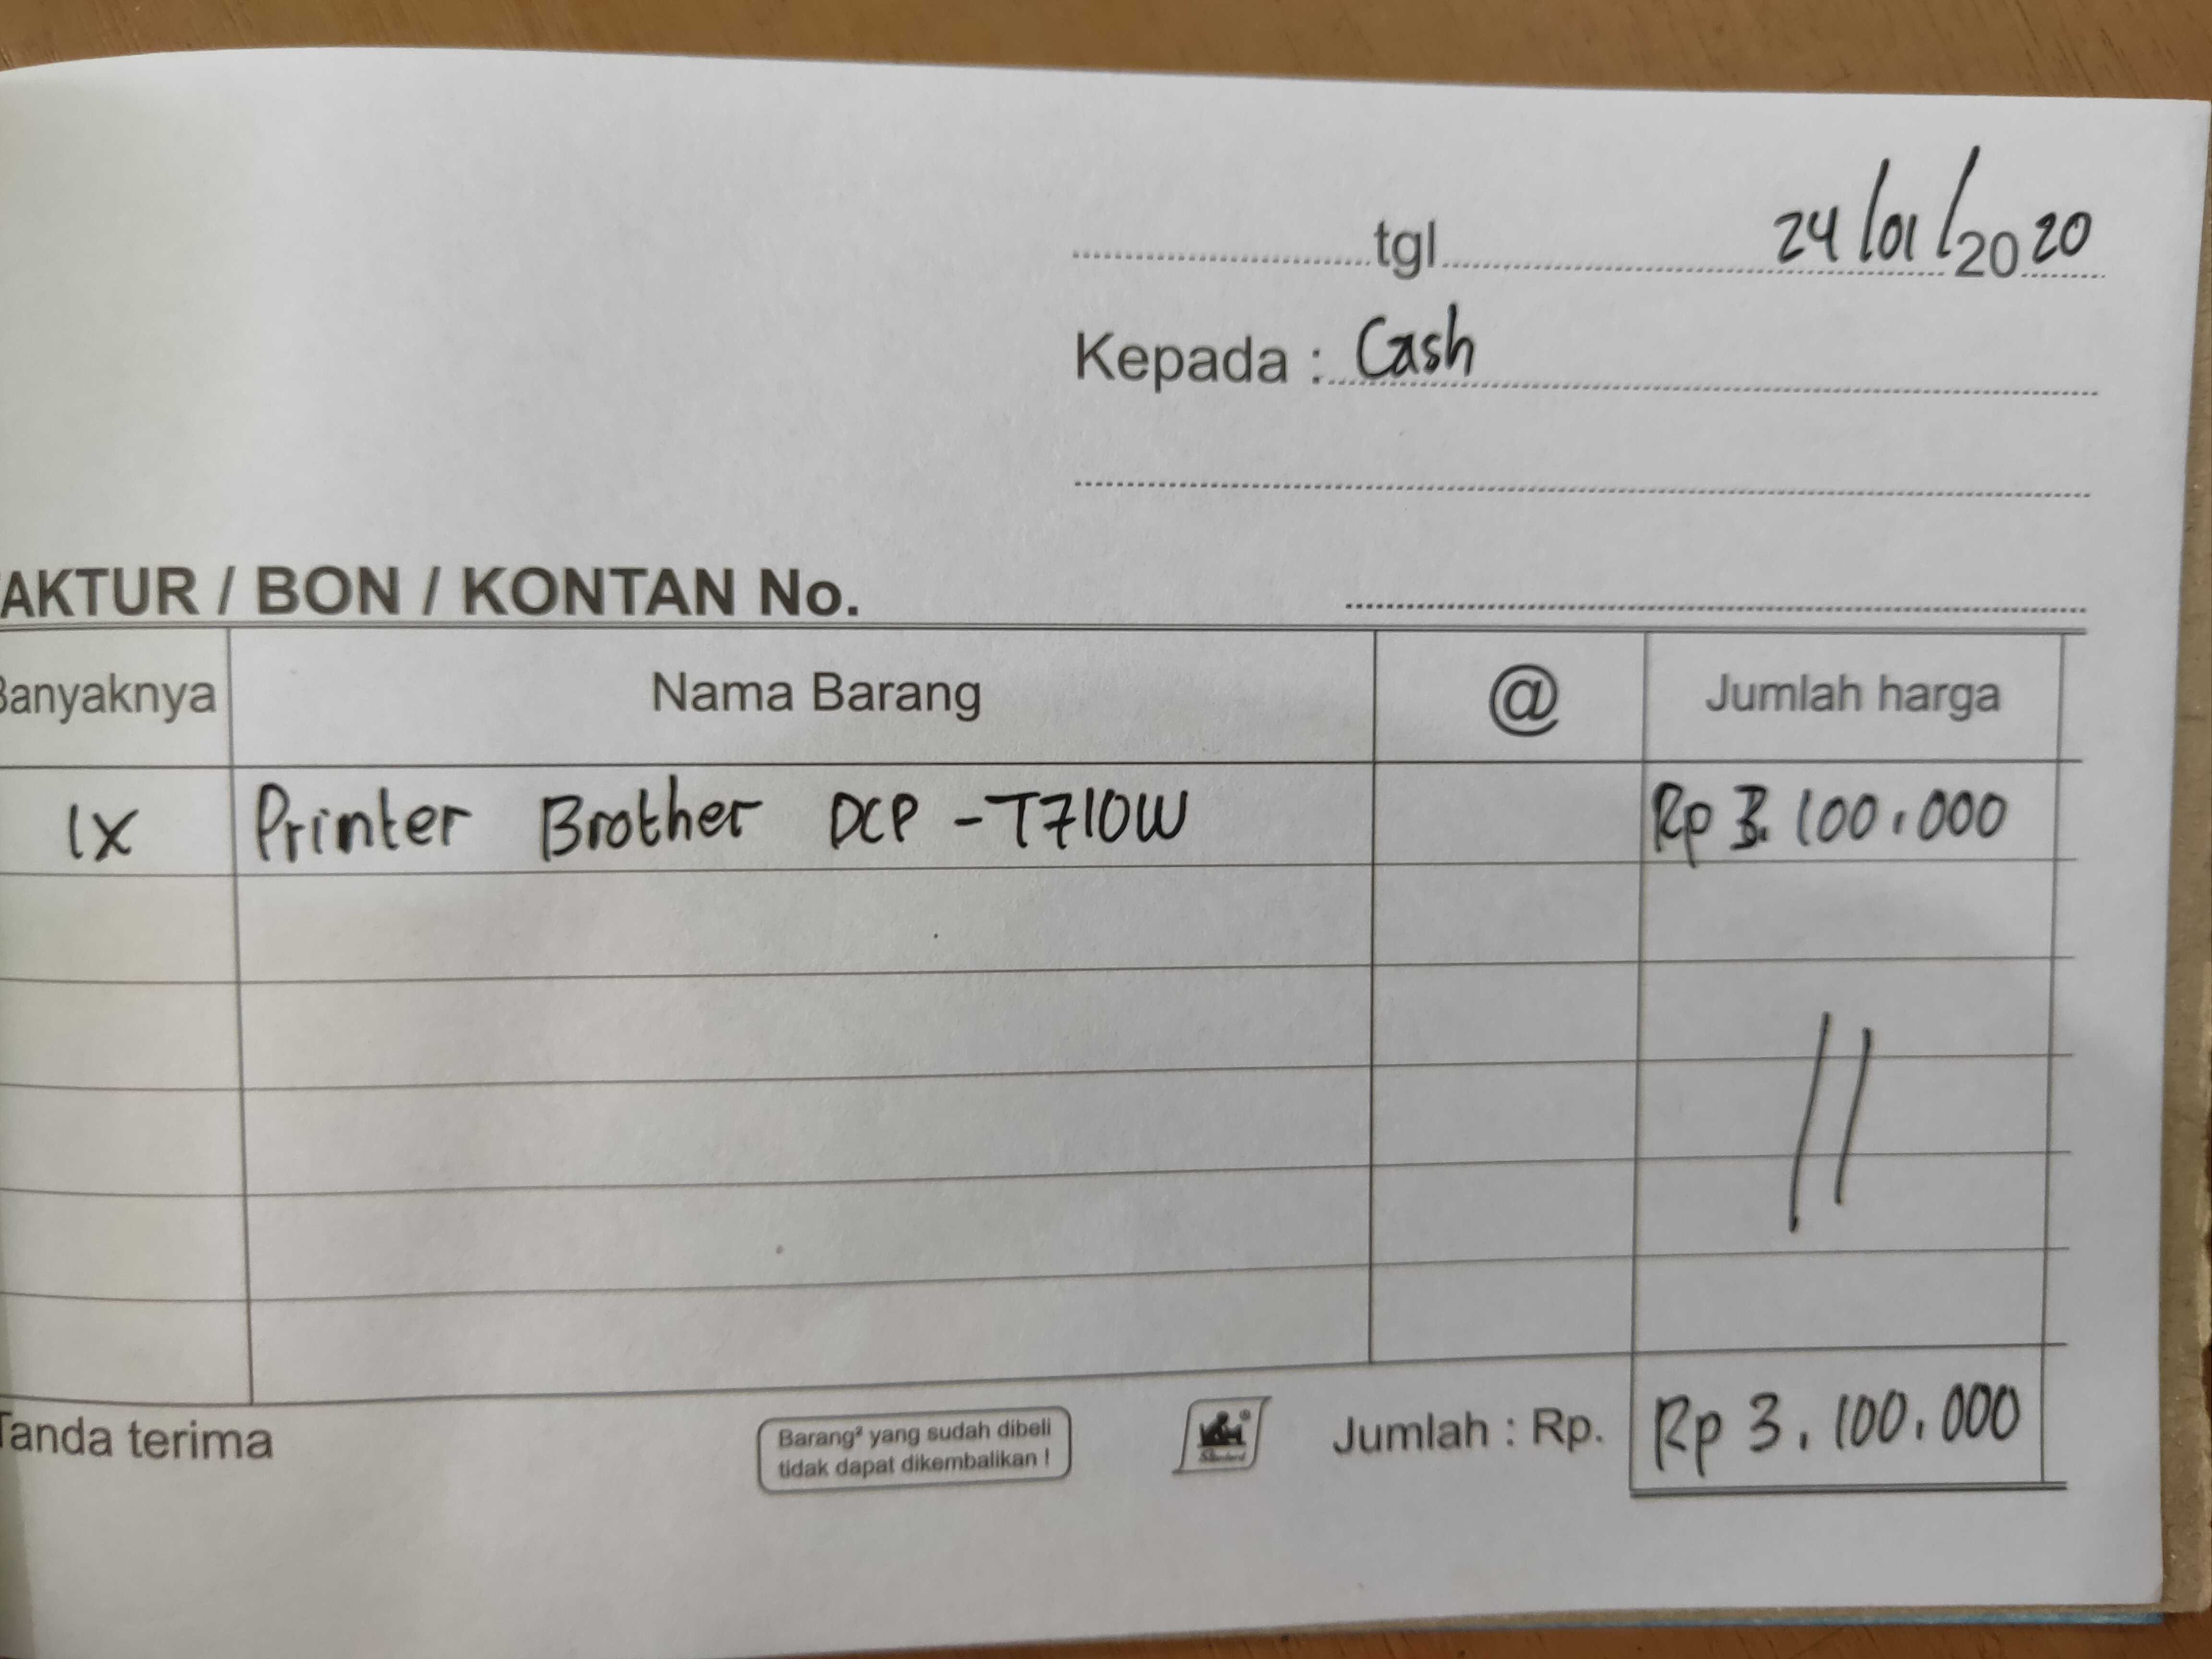 tgl 24/01/2020
Kepada : Cash
AKTUR / BON / KONTAN No.
Banyaknya Nama Barang @ Jumlah harga
1X Printer Brother DCP -T710W Rp 3.100.000
Tanda terima
Barang² yang sudah dibeli
tidak dapat dikembalikan !
Standard
Jumlah : Rp. Rp 3.100.000